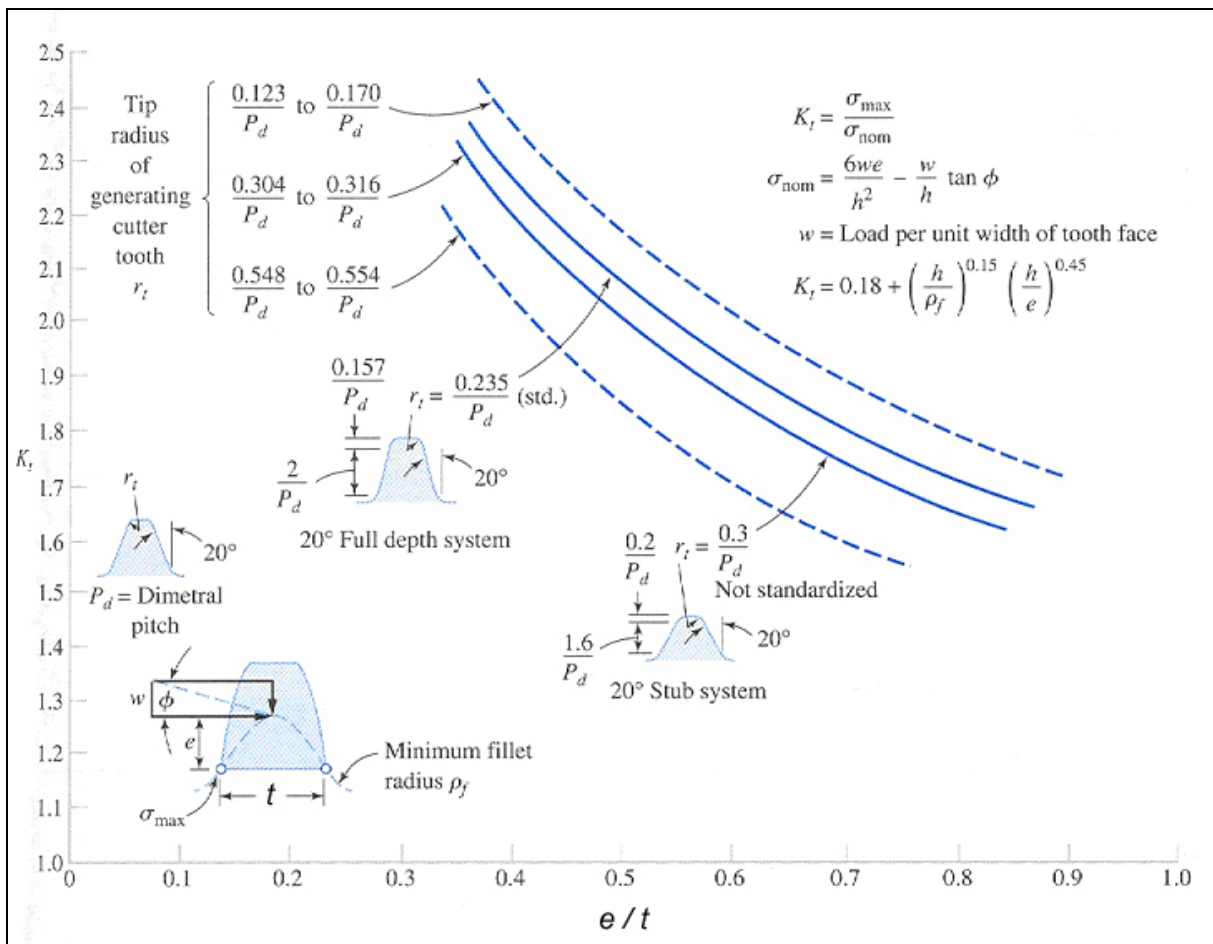 2.5
2.4
2.3
2.2
2.1
2.0
1.9
1.8
K_t
1.7
1.6
1.5
1.4
1.3
1.2
1.1
1.0
0
0.1
0.2
0.3
0.4
0.5
0.6
0.7
0.8
0.9
1.0
e / t
Tip
radius
of
generating
cutter
tooth
r_t
0.123/P_d to 0.170/P_d
0.304/P_d to 0.316/P_d
0.548/P_d to 0.554/P_d
K_t = σ_max/σ_nom
σ_nom = 6we/h^2 − w/h tan ϕ
w = Load per unit width of tooth face
K_t = 0.18 + (h/ρ_f)^0.15 (h/e)^0.45
0.157/P_d
r_t = 0.235/P_d (std.)
2/P_d
20°
20° Full depth system
r_t
20°
P_d = Dimetral
pitch
0.2/P_d
r_t = 0.3/P_d
Not standardized
1.6/P_d
20°
20° Stub system
w
ϕ
e
Minimum fillet
radius ρ_f
t
σ_max